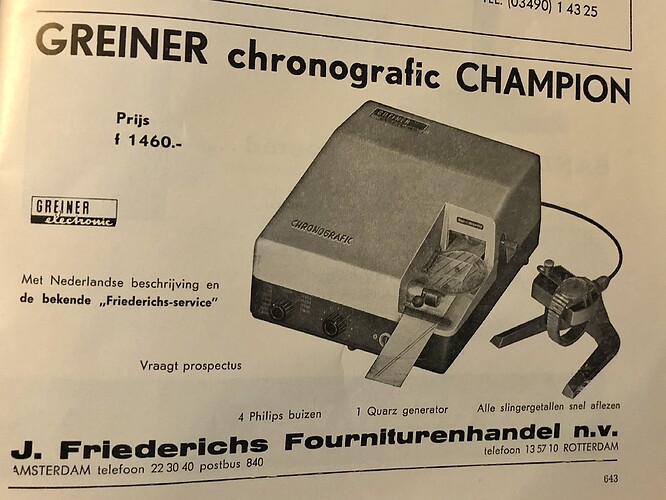 TEL. (03490) 1 43 25
GREINER chronografic CHAMPION
Prijs
f 1460.-
GREINER
electronic
GREINER
CHRONOGRAFIC
Met Nederlandse beschrijving en
de bekende „Friederichs-service”
Vraagt prospectus
4 Philips buizen 1 Quarz generator Alle slingergetallen snel aflezen
J. Friederichs Fourniturenhandel n.v.
AMSTERDAM telefoon 22 30 40 postbus 840 telefoon 13 57 10 ROTTERDAM
643